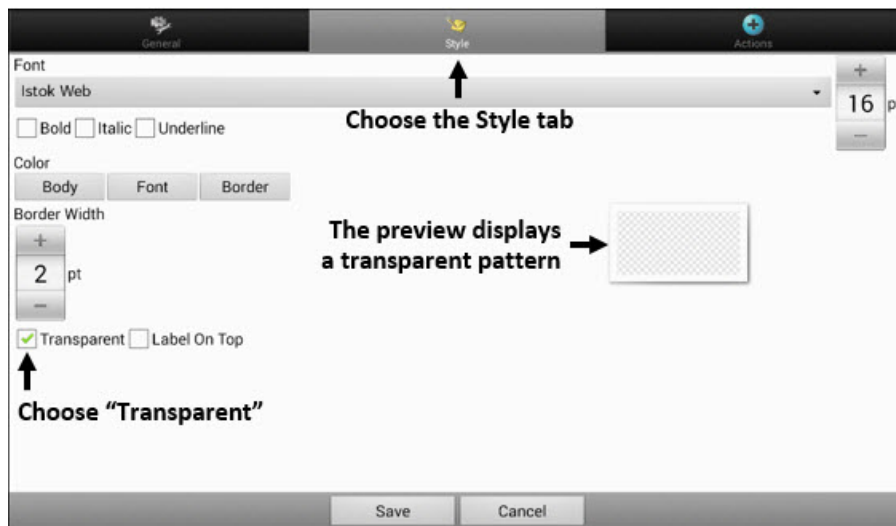 General
Style
Actions
Font
Istok Web
+
16 p
−
Bold Italic Underline
Choose the Style tab
Color
Body Font Border
Border Width
+
2 pt
−
The preview displays
a transparent pattern
Transparent Label On Top
Choose “Transparent”
Save Cancel